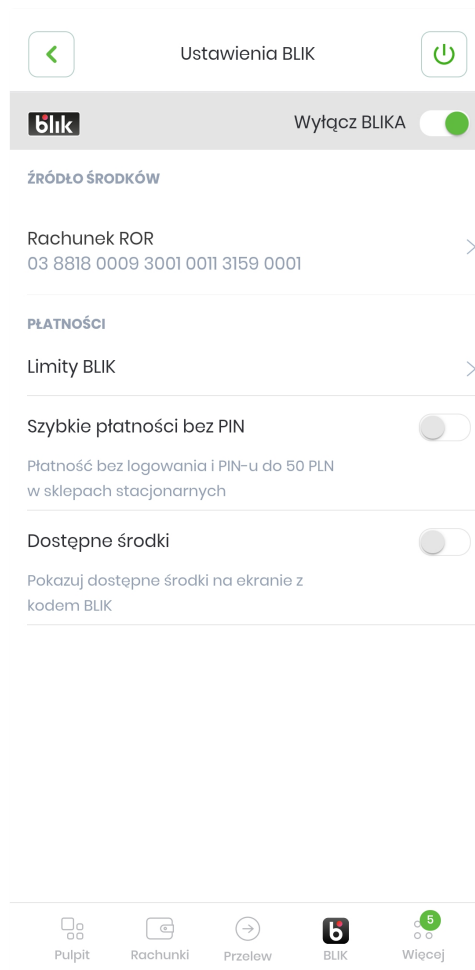 Ustawienia BLIK
blik
Wyłącz BLIKA
ŹRÓDŁO ŚRODKÓW
Rachunek ROR
03 8818 0009 3001 0011 3159 0001
PŁATNOŚCI
Limity BLIK
Szybkie płatności bez PIN
Płatność bez logowania i PIN-u do 50 PLN
w sklepach stacjonarnych
Dostępne środki
Pokazuj dostępne środki na ekranie z
kodem BLIK
5
Pulpit
Rachunki
Przelew
BLIK
Więcej